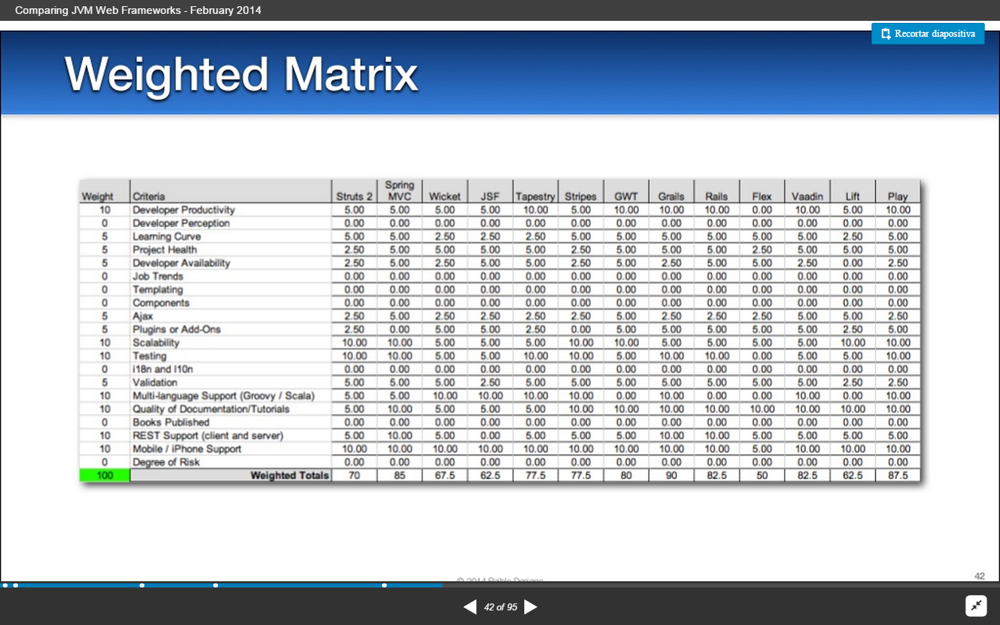 Comparing JVM Web Frameworks - February 2014
Recortar diapositiva
Weighted Matrix
Weight Criteria Struts 2 Spring MVC Wicket JSF Tapestry Stripes GWT Grails Rails Flex Vaadin Lift Play
10 Developer Productivity 5.00 5.00 5.00 5.00 10.00 5.00 10.00 10.00 10.00 0.00 10.00 5.00 10.00
0 Developer Perception 0.00 0.00 0.00 0.00 0.00 0.00 0.00 0.00 0.00 0.00 0.00 0.00 0.00
5 Learning Curve 5.00 5.00 2.50 2.50 2.50 5.00 5.00 5.00 5.00 5.00 5.00 2.50 5.00
5 Project Health 2.50 5.00 5.00 5.00 5.00 2.50 5.00 5.00 5.00 2.50 5.00 5.00 5.00
5 Developer Availability 2.50 5.00 2.50 5.00 5.00 2.50 5.00 2.50 5.00 5.00 2.50 0.00 2.50
0 Job Trends 0.00 0.00 0.00 0.00 0.00 0.00 0.00 0.00 0.00 0.00 0.00 0.00 0.00
0 Templating 0.00 0.00 0.00 0.00 0.00 0.00 0.00 0.00 0.00 0.00 0.00 0.00 0.00
0 Components 0.00 0.00 0.00 0.00 0.00 0.00 0.00 0.00 0.00 0.00 0.00 0.00 0.00
5 Ajax 2.50 5.00 2.50 2.50 2.50 2.50 5.00 2.50 2.50 2.50 5.00 5.00 2.50
5 Plugins or Add-Ons 2.50 0.00 5.00 5.00 2.50 0.00 5.00 5.00 5.00 5.00 5.00 2.50 5.00
10 Scalability 10.00 10.00 5.00 5.00 5.00 10.00 10.00 5.00 5.00 5.00 5.00 10.00 10.00
10 Testing 10.00 10.00 5.00 5.00 10.00 10.00 5.00 10.00 10.00 0.00 5.00 5.00 10.00
0 i18n and l10n 0.00 0.00 0.00 0.00 0.00 0.00 0.00 0.00 0.00 0.00 0.00 0.00 0.00
5 Validation 5.00 5.00 5.00 2.50 5.00 5.00 5.00 5.00 5.00 5.00 5.00 2.50 2.50
10 Multi-language Support (Groovy / Scala) 5.00 5.00 10.00 10.00 10.00 10.00 0.00 10.00 0.00 0.00 10.00 0.00 10.00
10 Quality of Documentation/Tutorials 5.00 10.00 5.00 5.00 5.00 10.00 10.00 10.00 10.00 10.00 10.00 10.00 10.00
0 Books Published 0.00 0.00 0.00 0.00 0.00 0.00 0.00 0.00 0.00 0.00 0.00 0.00 0.00
10 REST Support (client and server) 5.00 10.00 5.00 0.00 5.00 5.00 5.00 10.00 10.00 5.00 5.00 5.00 5.00
10 Mobile / iPhone Support 10.00 10.00 10.00 10.00 10.00 10.00 10.00 10.00 10.00 5.00 10.00 10.00 10.00
0 Degree of Risk 0.00 0.00 0.00 0.00 0.00 0.00 0.00 0.00 0.00 0.00 0.00 0.00 0.00
100 Weighted Totals 70 85 67.5 62.5 77.5 77.5 80 90 82.5 50 82.5 62.5 87.5
© 2014 Raible Designs
42
42 of 95